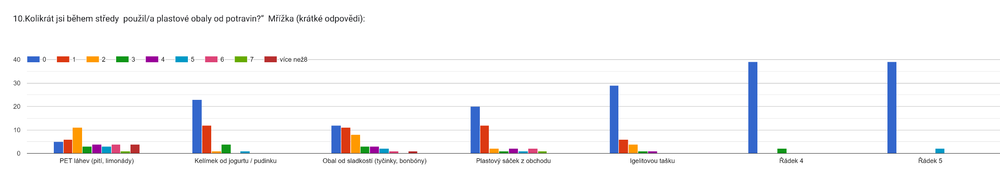 10.Kolikrát jsi během středy  použil/a plastové obaly od potravin?“  Mřížka (krátké odpovědi):
0 1 2 3 4 5 6 7 více než8
40
30
20
10
0
PET láhev (pití, limonády) Kelímek od jogurtu / pudinku Obal od sladkostí (tyčinky, bonbóny) Plastový sáček z obchodu Igelitovou tašku Řádek 4 Řádek 5